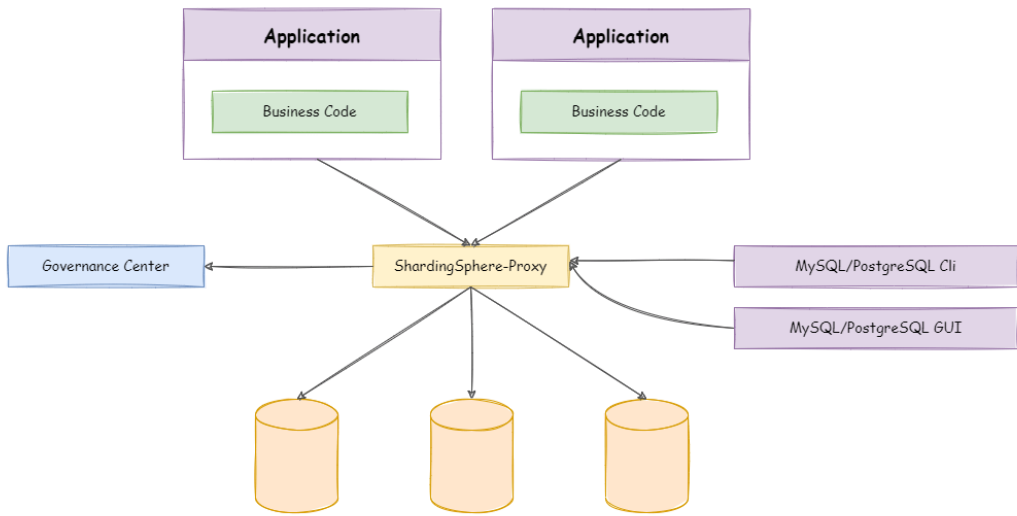 Application
Application
Business Code
Business Code
Governance Center
ShardingSphere-Proxy
MySQL/PostgreSQL Cli
MySQL/PostgreSQL GUI